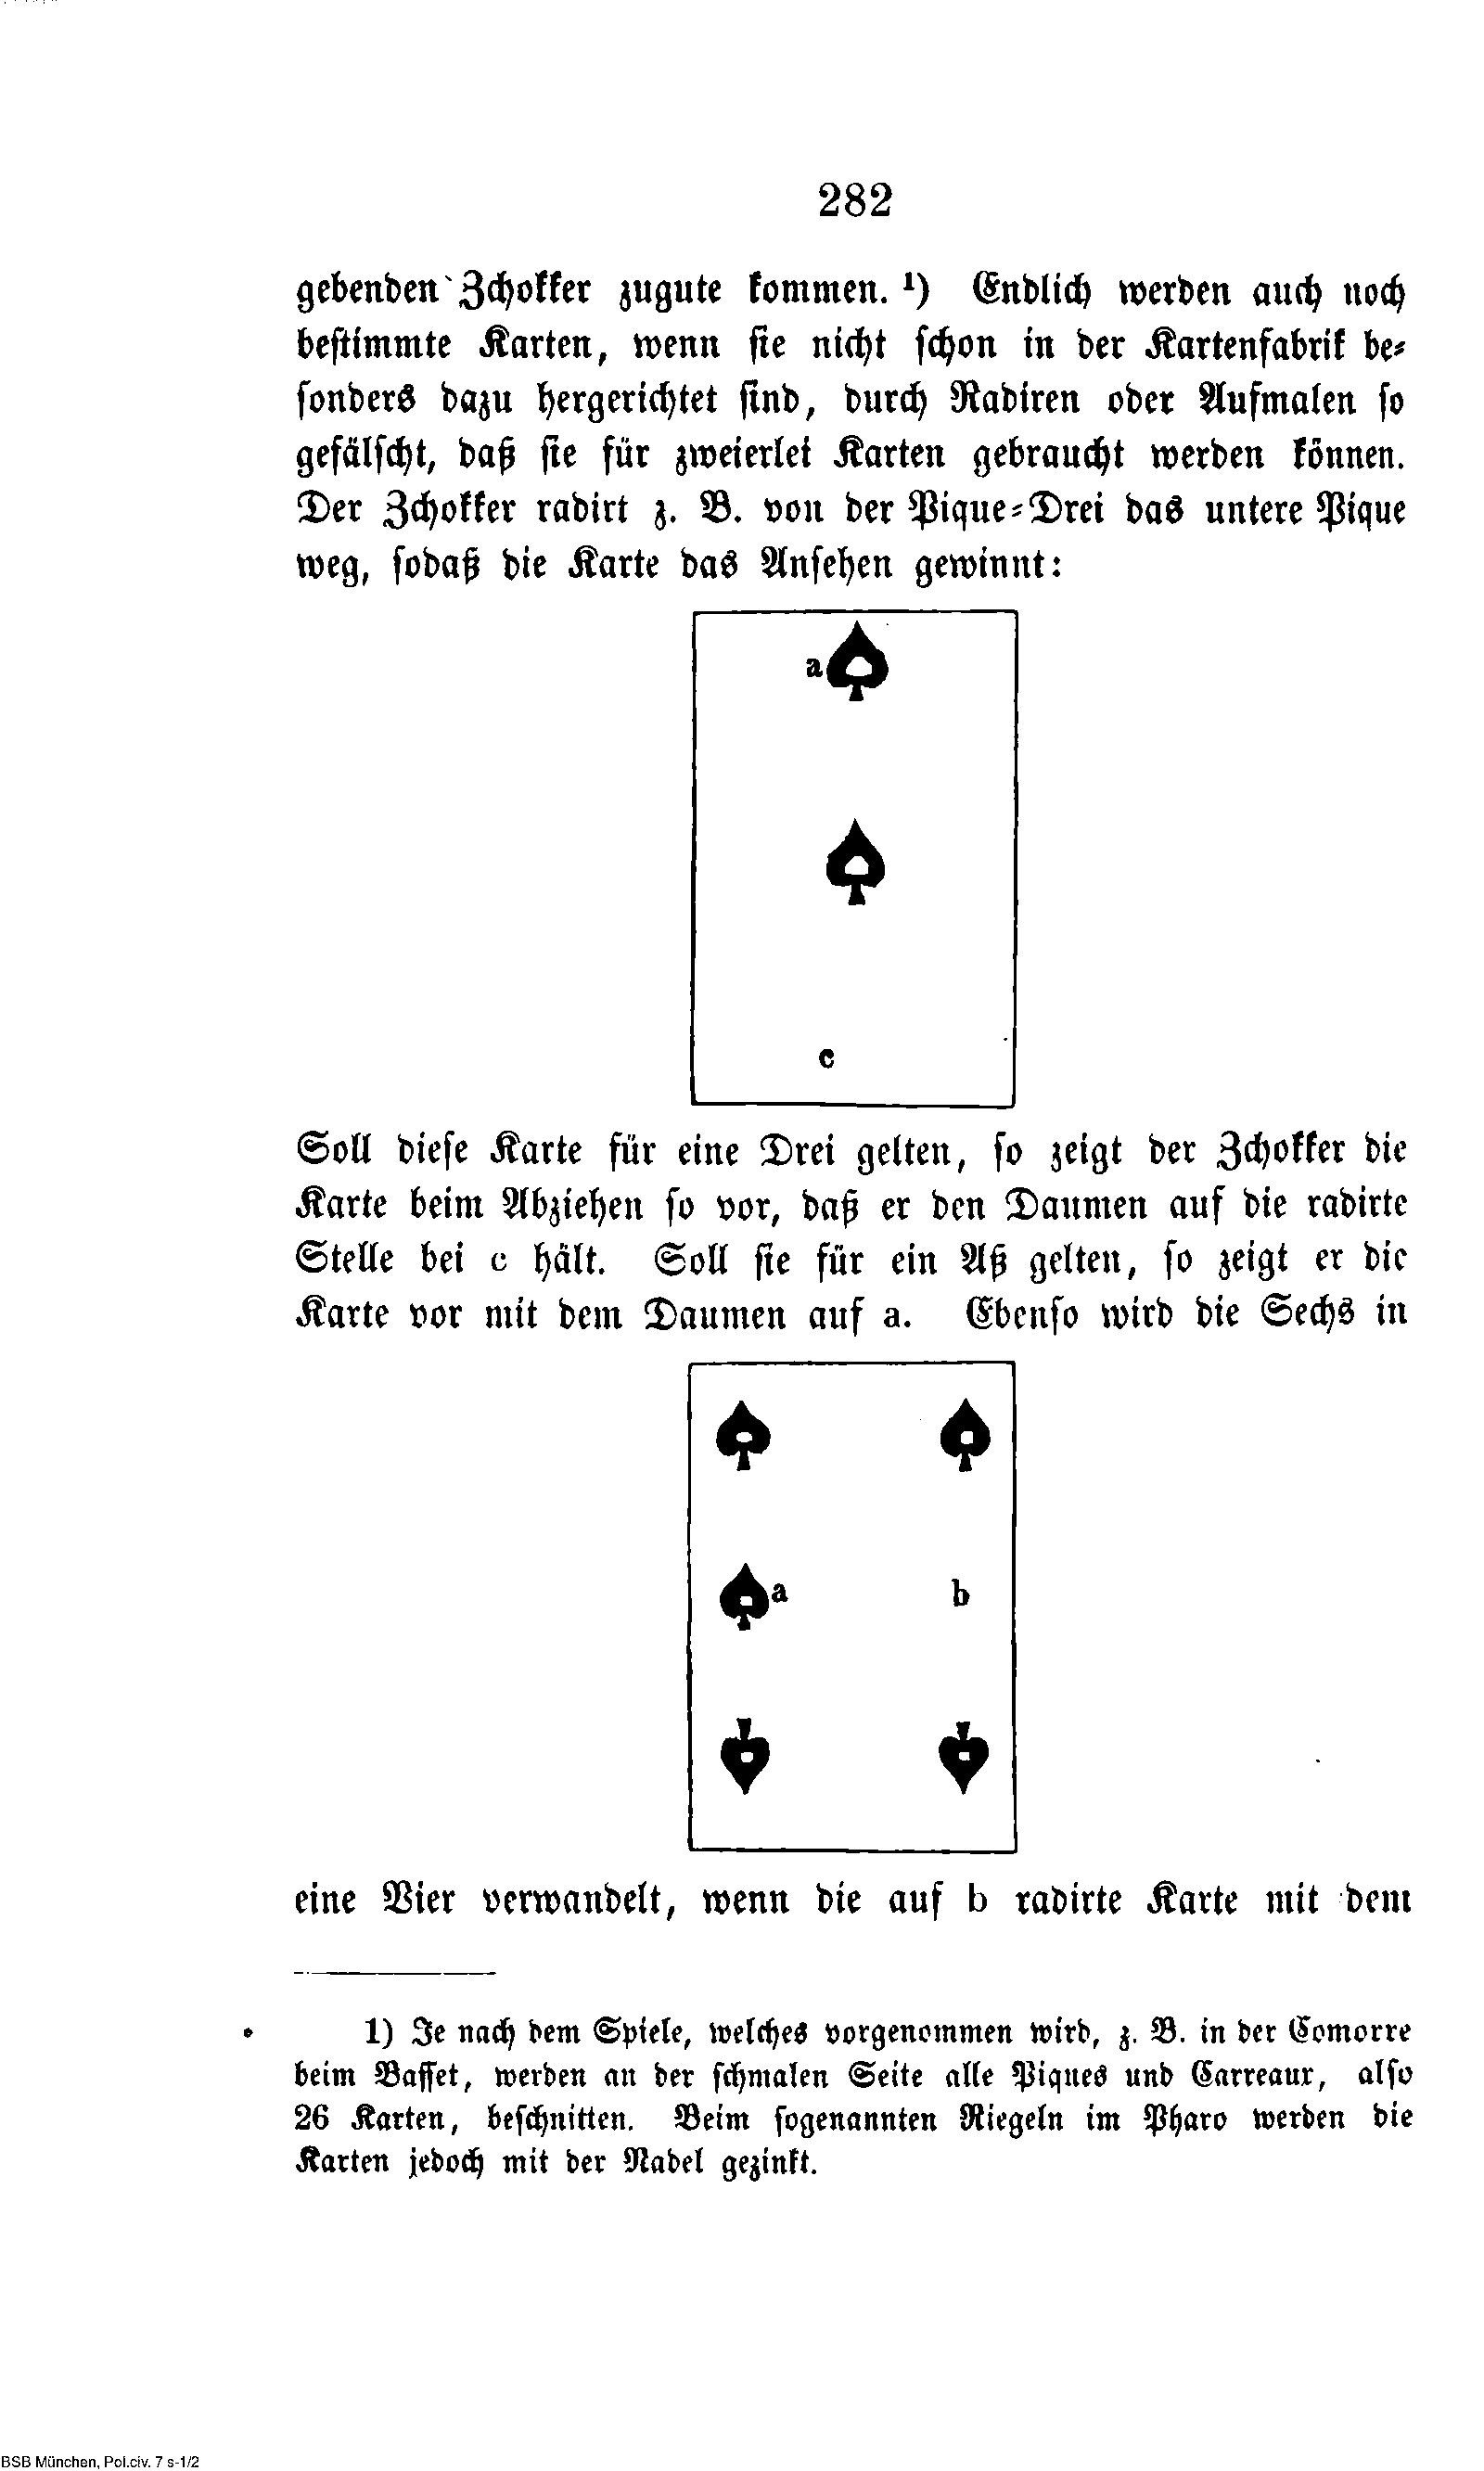 282
gebenden Zchokker zugute kommen. ¹) Endlich werden auch noch
bestimmte Karten, wenn sie nicht schon in der Kartenfabrik be⸗
sonders dazu hergerichtet sind, durch Radiren oder Aufmalen so
gefälscht, daß sie für zweierlei Karten gebraucht werden können.
Der Zchokker radirt z. B. von der Pique⸗Drei das untere Pique
weg, sodaß die Karte das Ansehen gewinnt:
a
c
Soll diese Karte für eine Drei gelten, so zeigt der Zchokker die
Karte beim Abziehen so vor, daß er den Daumen auf die radirte
Stelle bei c hält. Soll sie für ein Aß gelten, so zeigt er die
Karte vor mit dem Daumen auf a. Ebenso wird die Sechs in
a b
eine Vier verwandelt, wenn die auf b radirte Karte mit dem
1) Je nach dem Spiele, welches vorgenommen wird, z. B. in der Comorre
beim Basset, werden an der schmalen Seite alle Piques und Carreaux, also
26 Karten, beschnitten. Beim sogenannten Riegeln im Pharo werden die
Karten jedoch mit der Nadel gezinkt.
BSB München, Pol.civ. 7 s-1/2